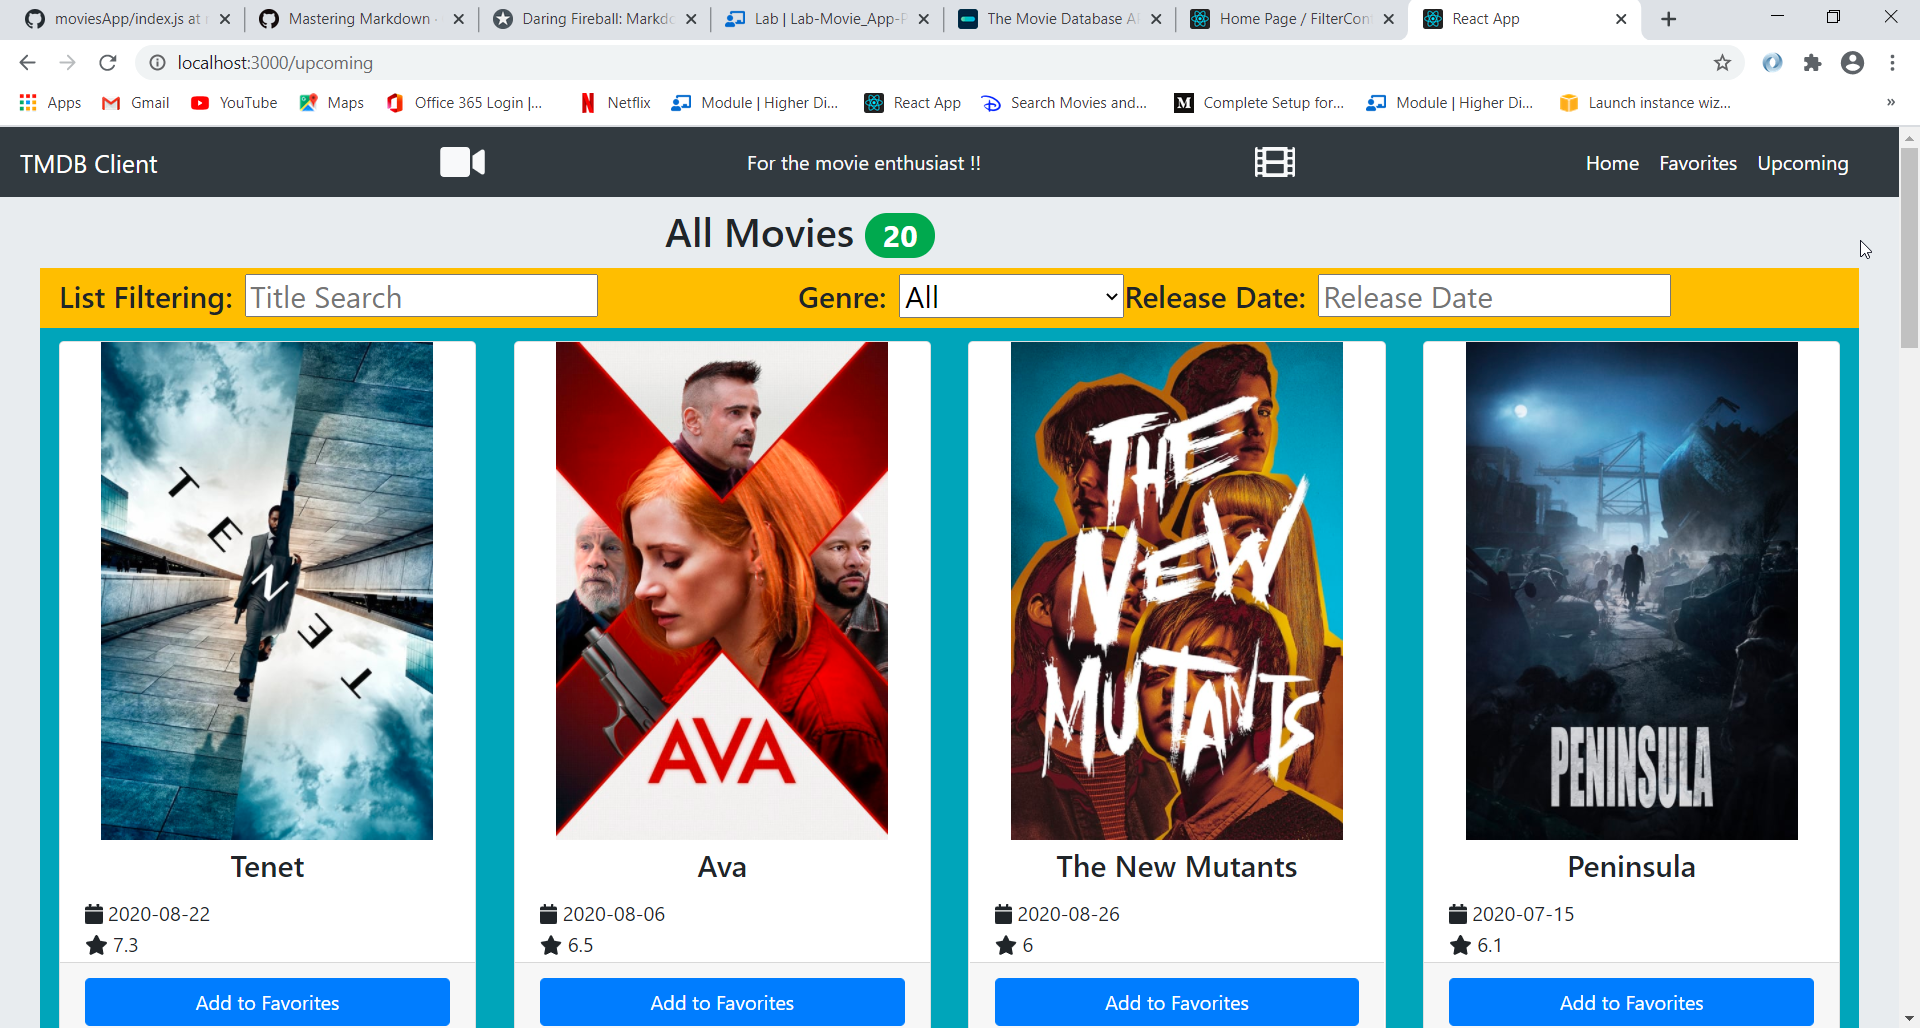 moviesApp/index.js at
Mastering Markdown
Daring Fireball: Markdo
Lab | Lab-Movie_App-P
The Movie Database A
Home Page / FilterCon
React App
localhost:3000/upcoming
Apps
Gmail
YouTube
Maps
Office 365 Login |...
Netflix
Module | Higher Di...
React App
Search Movies and...
Complete Setup for...
Module | Higher Di...
Launch instance wiz...
»
TMDB Client
For the movie enthusiast !!
Home
Favorites
Upcoming
All Movies 20
List Filtering:
Title Search
Genre:
All
Release Date:
Release Date
TENET
AVA
THE
NEW
MUTANTS
PENINSULA
Tenet
Ava
The New Mutants
Peninsula
2020-08-22
2020-08-06
2020-08-26
2020-07-15
7.3
6.5
6
6.1
Add to Favorites
Add to Favorites
Add to Favorites
Add to Favorites